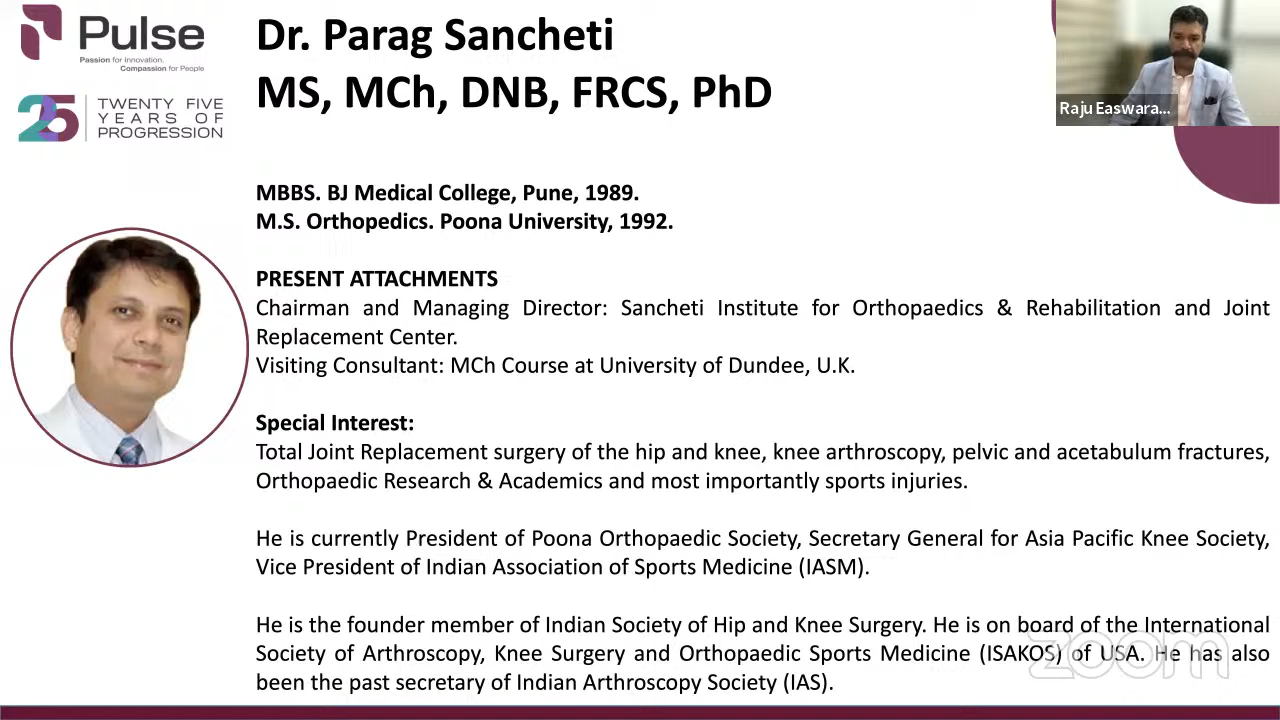 Pulse
Passion for innovation.
Compassion for People
25
TWENTY FIVE
YEARS OF
PROGRESSION
Dr. Parag Sancheti
MS, MCh, DNB, FRCS, PhD
Raju Easwara...
MBBS. BJ Medical College, Pune, 1989.
M.S. Orthopedics. Poona University, 1992.
PRESENT ATTACHMENTS
Chairman and Managing Director: Sancheti Institute for Orthopaedics & Rehabilitation and Joint
Replacement Center.
Visiting Consultant: MCh Course at University of Dundee, U.K.
Special Interest:
Total Joint Replacement surgery of the hip and knee, knee arthroscopy, pelvic and acetabulum fractures,
Orthopaedic Research & Academics and most importantly sports injuries.
He is currently President of Poona Orthopaedic Society, Secretary General for Asia Pacific Knee Society,
Vice President of Indian Association of Sports Medicine (IASM).
He is the founder member of Indian Society of Hip and Knee Surgery. He is on board of the International
Society of Arthroscopy, Knee Surgery and Orthopaedic Sports Medicine (ISAKOS) of USA. He has also
been the past secretary of Indian Arthroscopy Society (IAS).
zoom